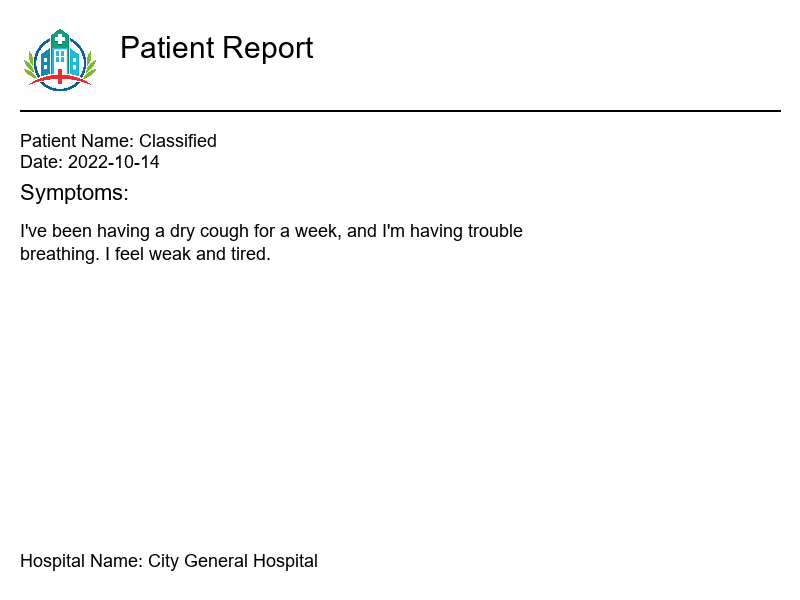 Patient Report
Patient Name: Classified
Date: 2022-10-14
Symptoms:
I've been having a dry cough for a week, and I'm having trouble
breathing. I feel weak and tired.
Hospital Name: City General Hospital